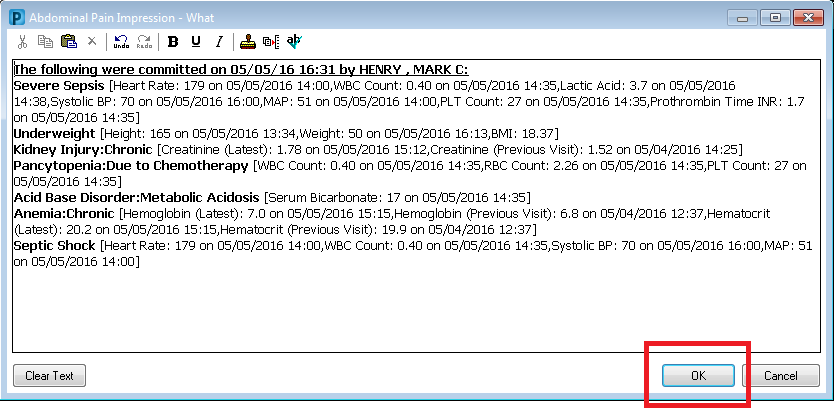 Abdominal Pain Impression - What
Undo Redo B U I ab
The following were committed on 05/05/16 16:31 by HENRY , MARK C:
Severe Sepsis [Heart Rate: 179 on 05/05/2016 14:00,WBC Count: 0.40 on 05/05/2016 14:35,Lactic Acid: 3.7 on 05/05/2016
14:38,Systolic BP: 70 on 05/05/2016 16:00,MAP: 51 on 05/05/2016 14:00,PLT Count: 27 on 05/05/2016 14:35,Prothrombin Time INR: 1.7
on 05/05/2016 14:35]
Underweight [Height: 165 on 05/05/2016 13:34,Weight: 50 on 05/05/2016 16:13,BMI: 18.37]
Kidney Injury:Chronic [Creatinine (Latest): 1.78 on 05/05/2016 15:12,Creatinine (Previous Visit): 1.52 on 05/04/2016 14:25]
Pancytopenia:Due to Chemotherapy [WBC Count: 0.40 on 05/05/2016 14:35,RBC Count: 2.26 on 05/05/2016 14:35,PLT Count: 27 on
05/05/2016 14:35]
Acid Base Disorder:Metabolic Acidosis [Serum Bicarbonate: 17 on 05/05/2016 14:35]
Anemia:Chronic [Hemoglobin (Latest): 7.0 on 05/05/2016 15:15,Hemoglobin (Previous Visit): 6.8 on 05/04/2016 12:37,Hematocrit
(Latest): 20.2 on 05/05/2016 15:15,Hematocrit (Previous Visit): 19.9 on 05/04/2016 12:37]
Septic Shock [Heart Rate: 179 on 05/05/2016 14:00,WBC Count: 0.40 on 05/05/2016 14:35,Systolic BP: 70 on 05/05/2016 16:00,MAP: 51
on 05/05/2016 14:00]
Clear Text OK Cancel